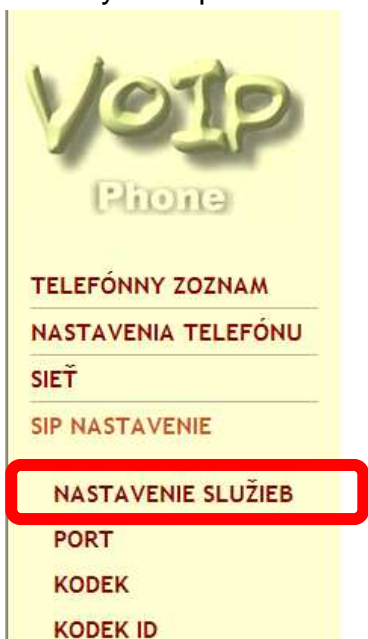 VoIp
Phone
TELEFÓNNY ZOZNAM
NASTAVENIA TELEFÓNU
SIEŤ
SIP NASTAVENIE
NASTAVENIE SLUŽIEB
PORT
KODEK
KODEK ID